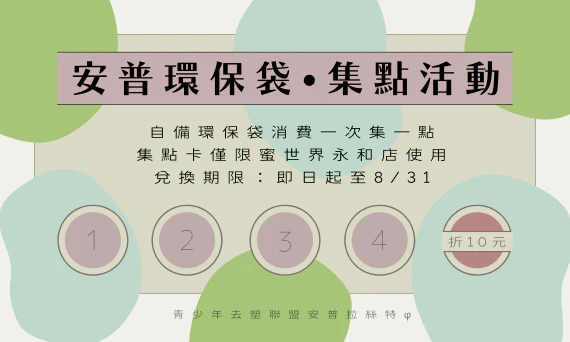 安普環保袋•集點活動
自備環保袋消費一次集一點
集點卡僅限蜜世界永和店使用
兌換期限：即日起至8/31
1 2 3 4 折10元
青少年去塑聯盟安普拉絲特φ